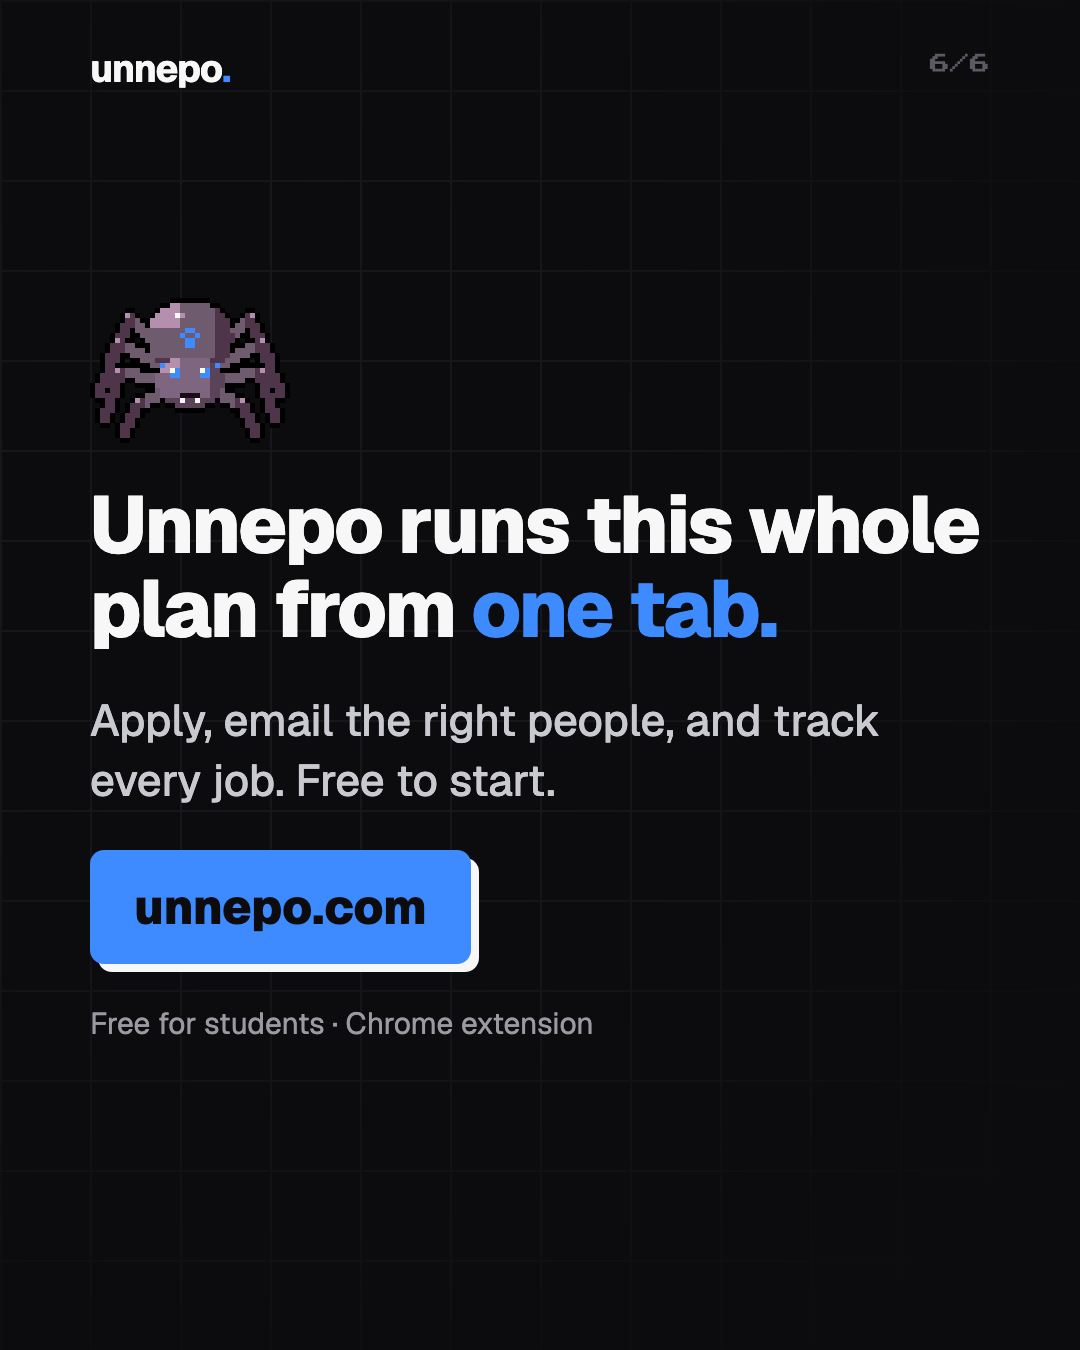 unnepo.
6/6
Unnepo runs this whole
plan from one tab.
Apply, email the right people, and track
every job. Free to start.
unnepo.com
Free for students · Chrome extension